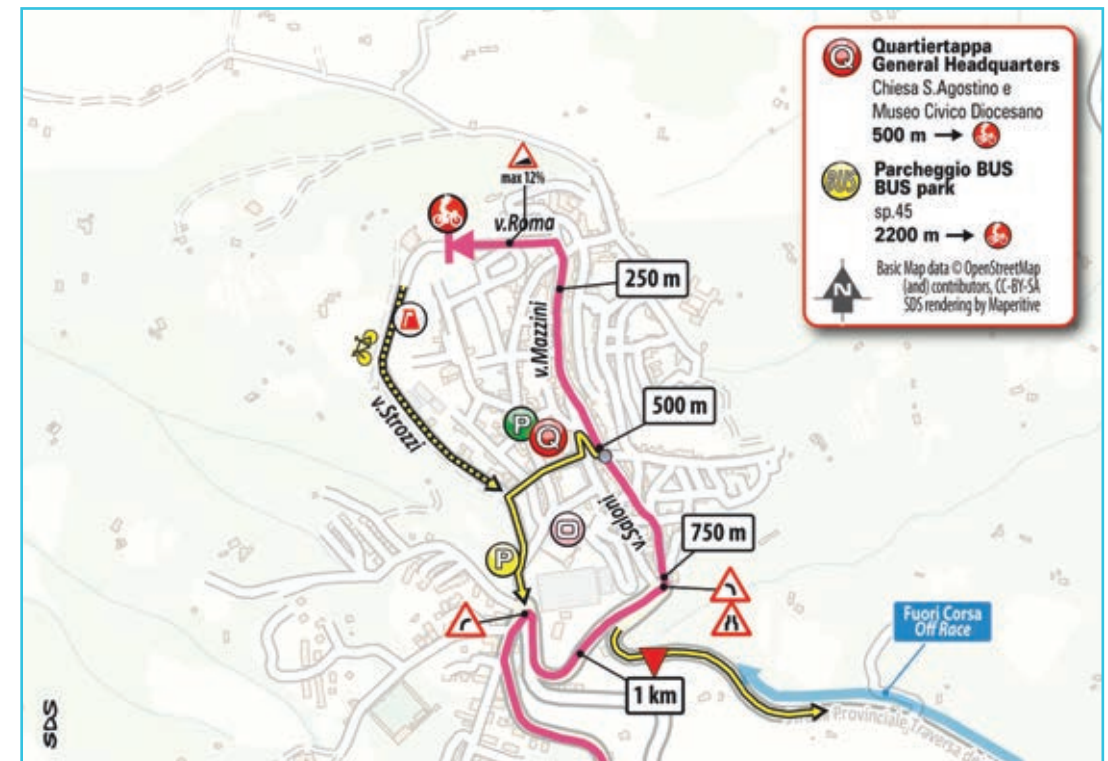 Q
Quartiertappa
General Headquarters
Chiesa S.Agostino e
Museo Civico Diocesano
500 m →
BUS
Parcheggio BUS
BUS park
sp.45
2200 m →
N
Basic Map data © OpenStreetMap
(and) contributors, CC-BY-SA
SDS rendering by Maperitive
max 12%
v.Roma
250 m
v.Mazzini
v.Strozzi
500 m
P
Q
v.Saloni
750 m
P
Fuori Corsa
Off Race
1 km
Provinciale Traversa de
SDS